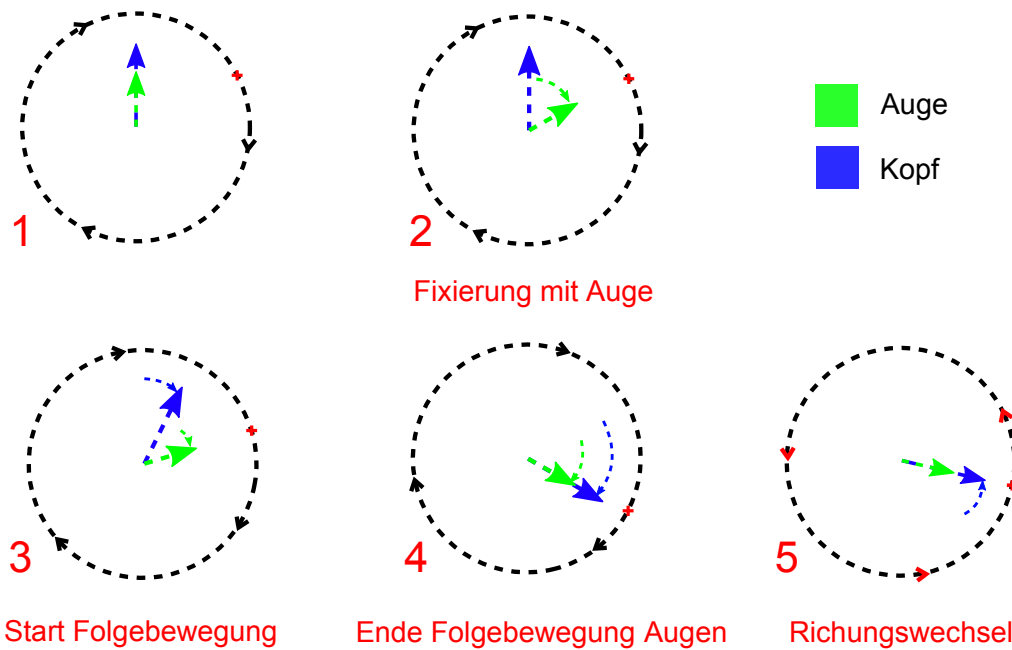 1
2
Auge
Kopf
Fixierung mit Auge
3
4
5
Start Folgebewegung
Ende Folgebewegung Augen
Richungswechsel